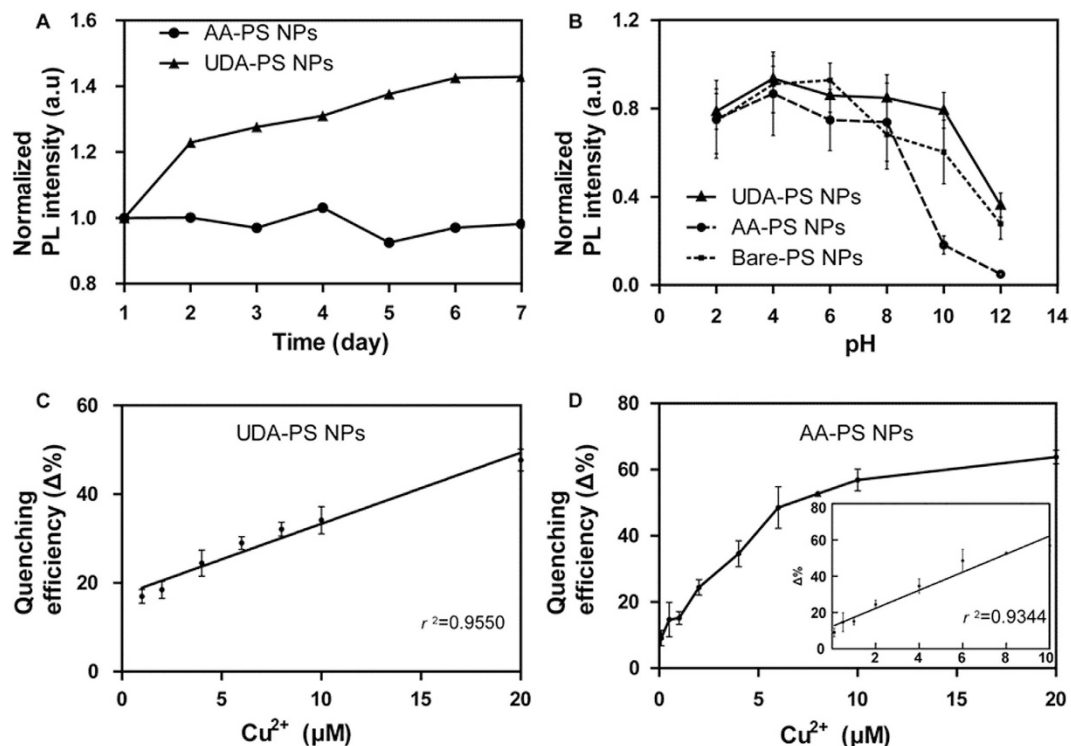 A
AA-PS NPs
UDA-PS NPs
Normalized
PL intensity (a.u)
1.6
1.4
1.2
1.0
0.8
1 2 3 4 5 6 7
Time (day)
B
Normalized
PL intensity (a.u)
1.2
0.8
0.4
0.0
UDA-PS NPs
AA-PS NPs
Bare-PS NPs
0 2 4 6 8 10 12 14
pH
C
UDA-PS NPs
Quenching
efficiency (Δ%)
60
40
20
0
r ²=0.9550
0 5 10 15 20
Cu²⁺ (µM)
D
AA-PS NPs
Quenching
efficiency (Δ%)
80
60
40
20
0
Δ%
80
60
40
20
0
r ²=0.9344
2 4 6 8 10
0 5 10 15 20
Cu²⁺ (µM)